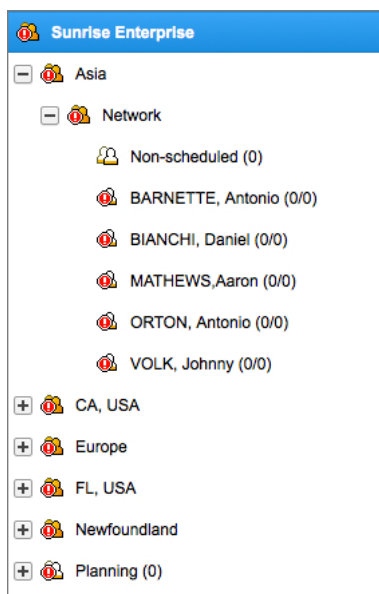 Sunrise Enterprise
Asia
Network
Non-scheduled (0)
BARNETTE, Antonio (0/0)
BIANCHI, Daniel (0/0)
MATHEWS,Aaron (0/0)
ORTON, Antonio (0/0)
VOLK, Johnny (0/0)
CA, USA
Europe
FL, USA
Newfoundland
Planning (0)